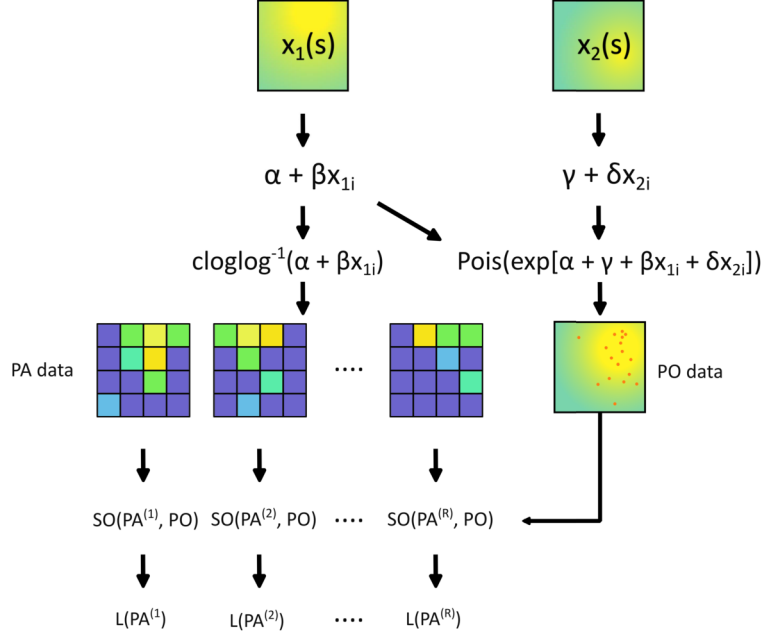 x₁(s) x₂(s)
α + βx₁ᵢ γ + δx₂ᵢ
cloglog⁻¹(α + βx₁ᵢ) Pois(exp[α + γ + βx₁ᵢ + δx₂ᵢ])
PA data .... PO data
SO(PA⁽¹⁾, PO) SO(PA⁽²⁾, PO) .... SO(PA⁽ᴿ⁾, PO)
L(PA⁽¹⁾ L(PA⁽²⁾) .... L(PA⁽ᴿ⁾)